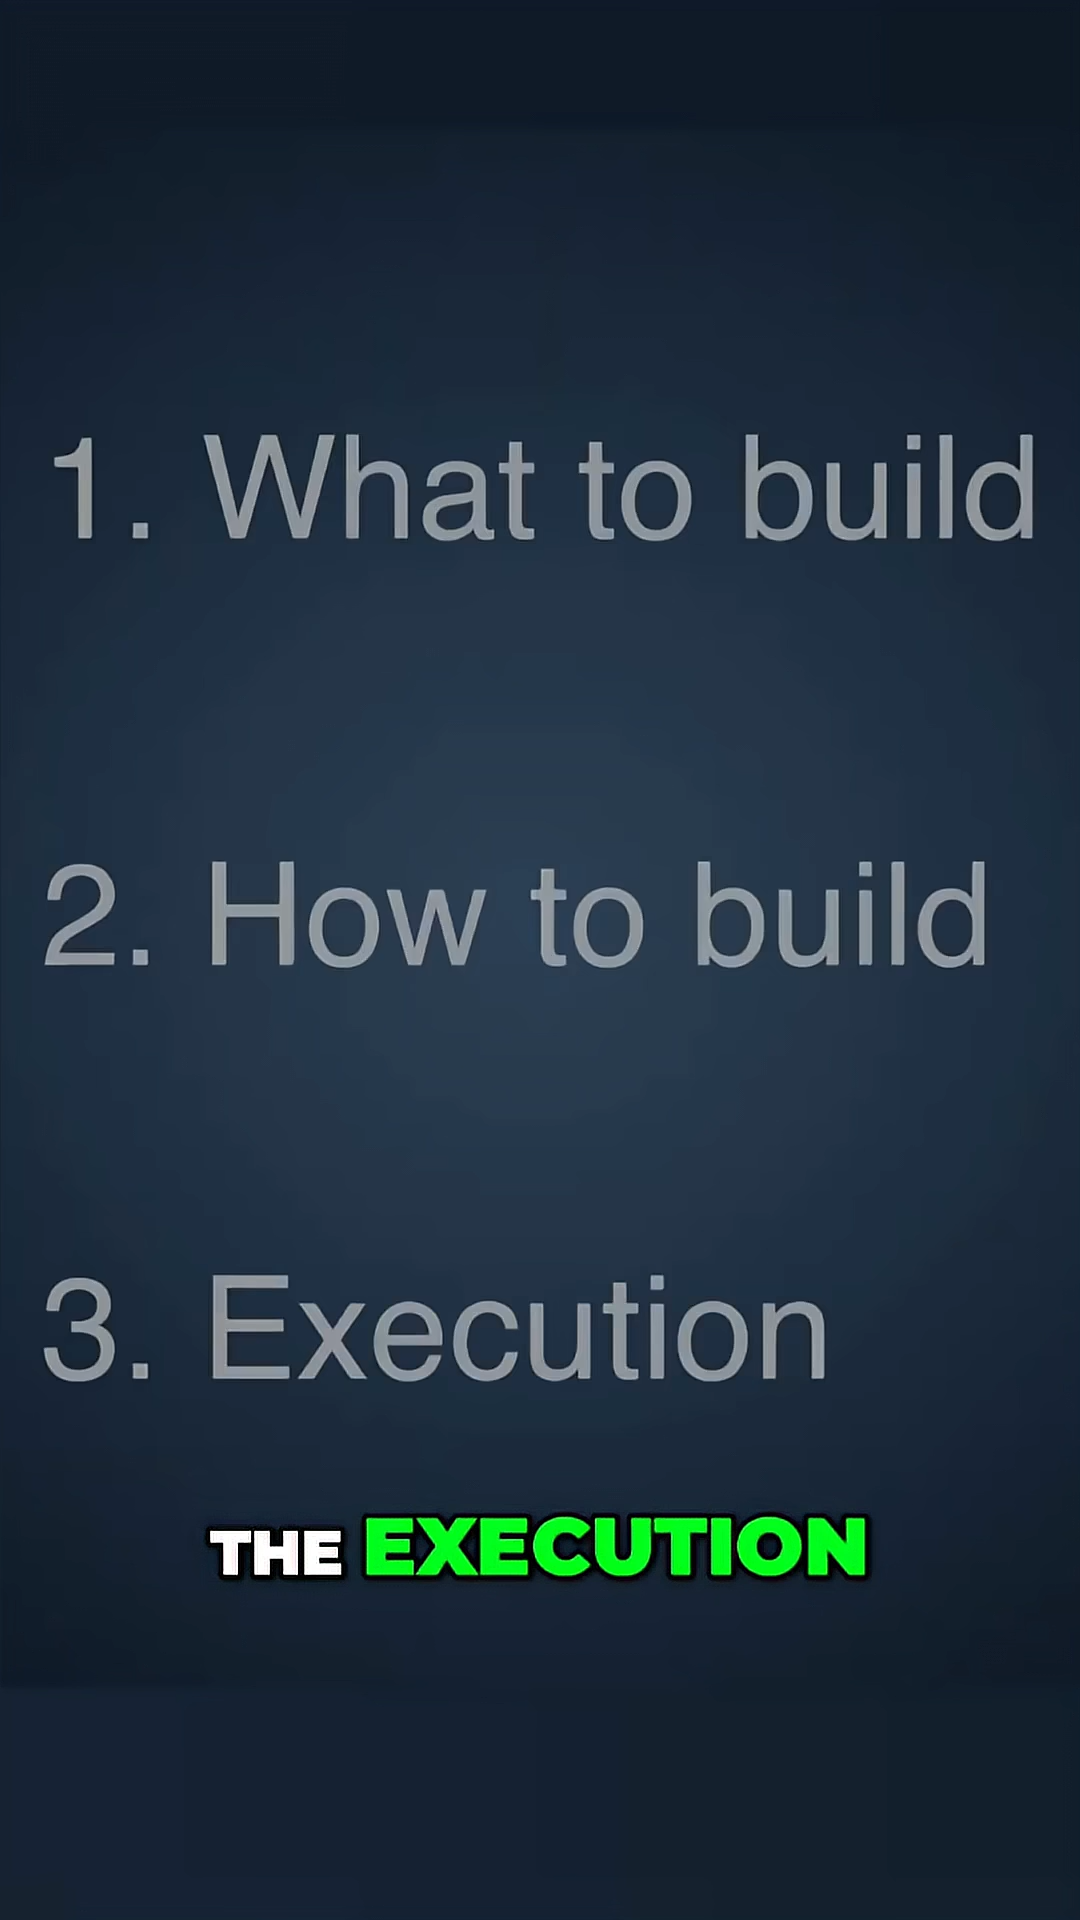 1. What to build
2. How to build
3. Execution
THE EXECUTION